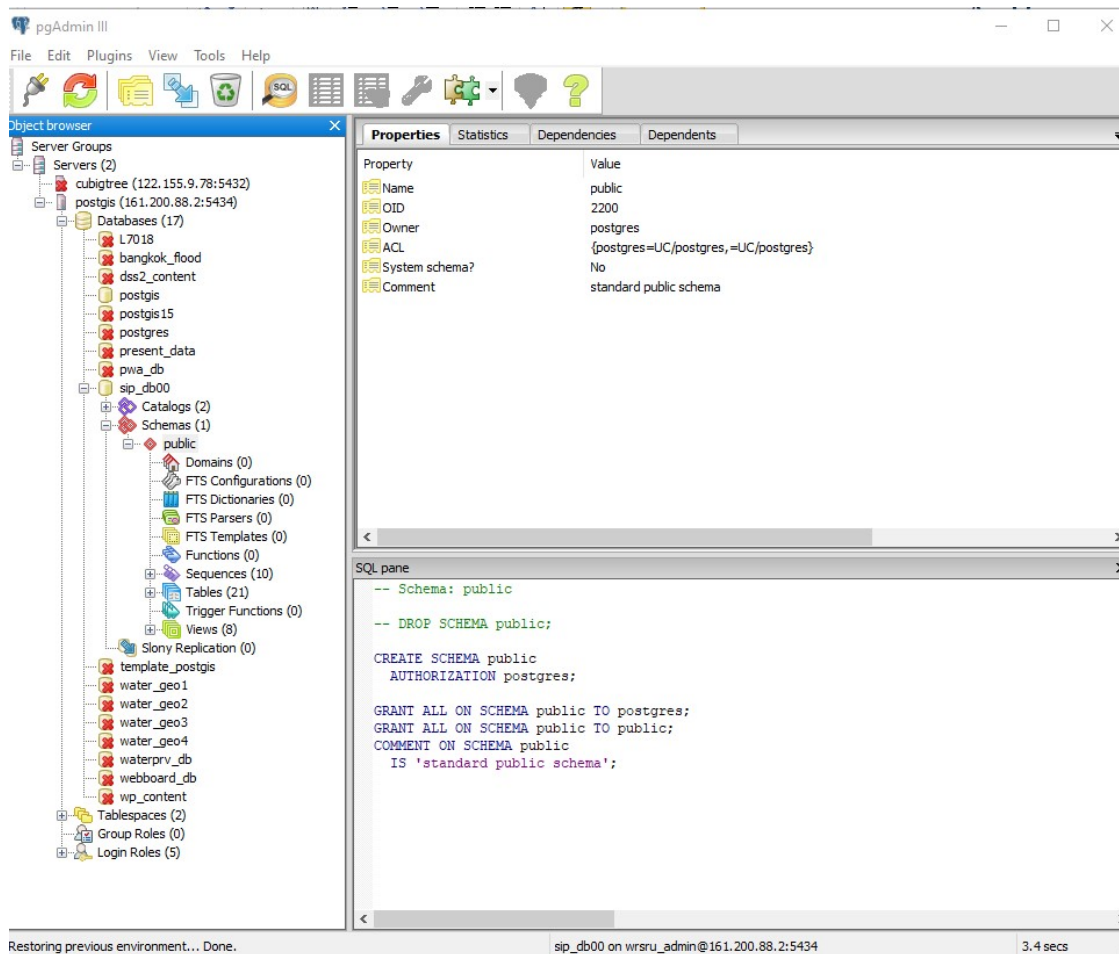 pgAdmin III
File Edit Plugins View Tools Help
SQL
Object browser
Server Groups
Servers (2)
cubigtree (122.155.9.78:5432)
postgis (161.200.88.2:5434)
Databases (17)
L7018
bangkok_flood
dss2_content
postgis
postgis15
postgres
present_data
pwa_db
sip_db00
Catalogs (2)
Schemas (1)
public
Domains (0)
FTS Configurations (0)
FTS Dictionaries (0)
FTS Parsers (0)
FTS Templates (0)
Functions (0)
Sequences (10)
Tables (21)
Trigger Functions (0)
Views (8)
Slony Replication (0)
template_postgis
water_geo1
water_geo2
water_geo3
water_geo4
waterprv_db
webboard_db
wp_content
Tablespaces (2)
Group Roles (0)
Login Roles (5)
Properties Statistics Dependencies Dependents
Property Value
Name public
OID 2200
Owner postgres
ACL {postgres=UC/postgres,=UC/postgres}
System schema? No
Comment standard public schema
SQL pane
-- Schema: public
-- DROP SCHEMA public;
CREATE SCHEMA public
AUTHORIZATION postgres;
GRANT ALL ON SCHEMA public TO postgres;
GRANT ALL ON SCHEMA public TO public;
COMMENT ON SCHEMA public
IS 'standard public schema';
Restoring previous environment... Done. sip_db00 on wrsru_admin@161.200.88.2:5434 3.4 secs